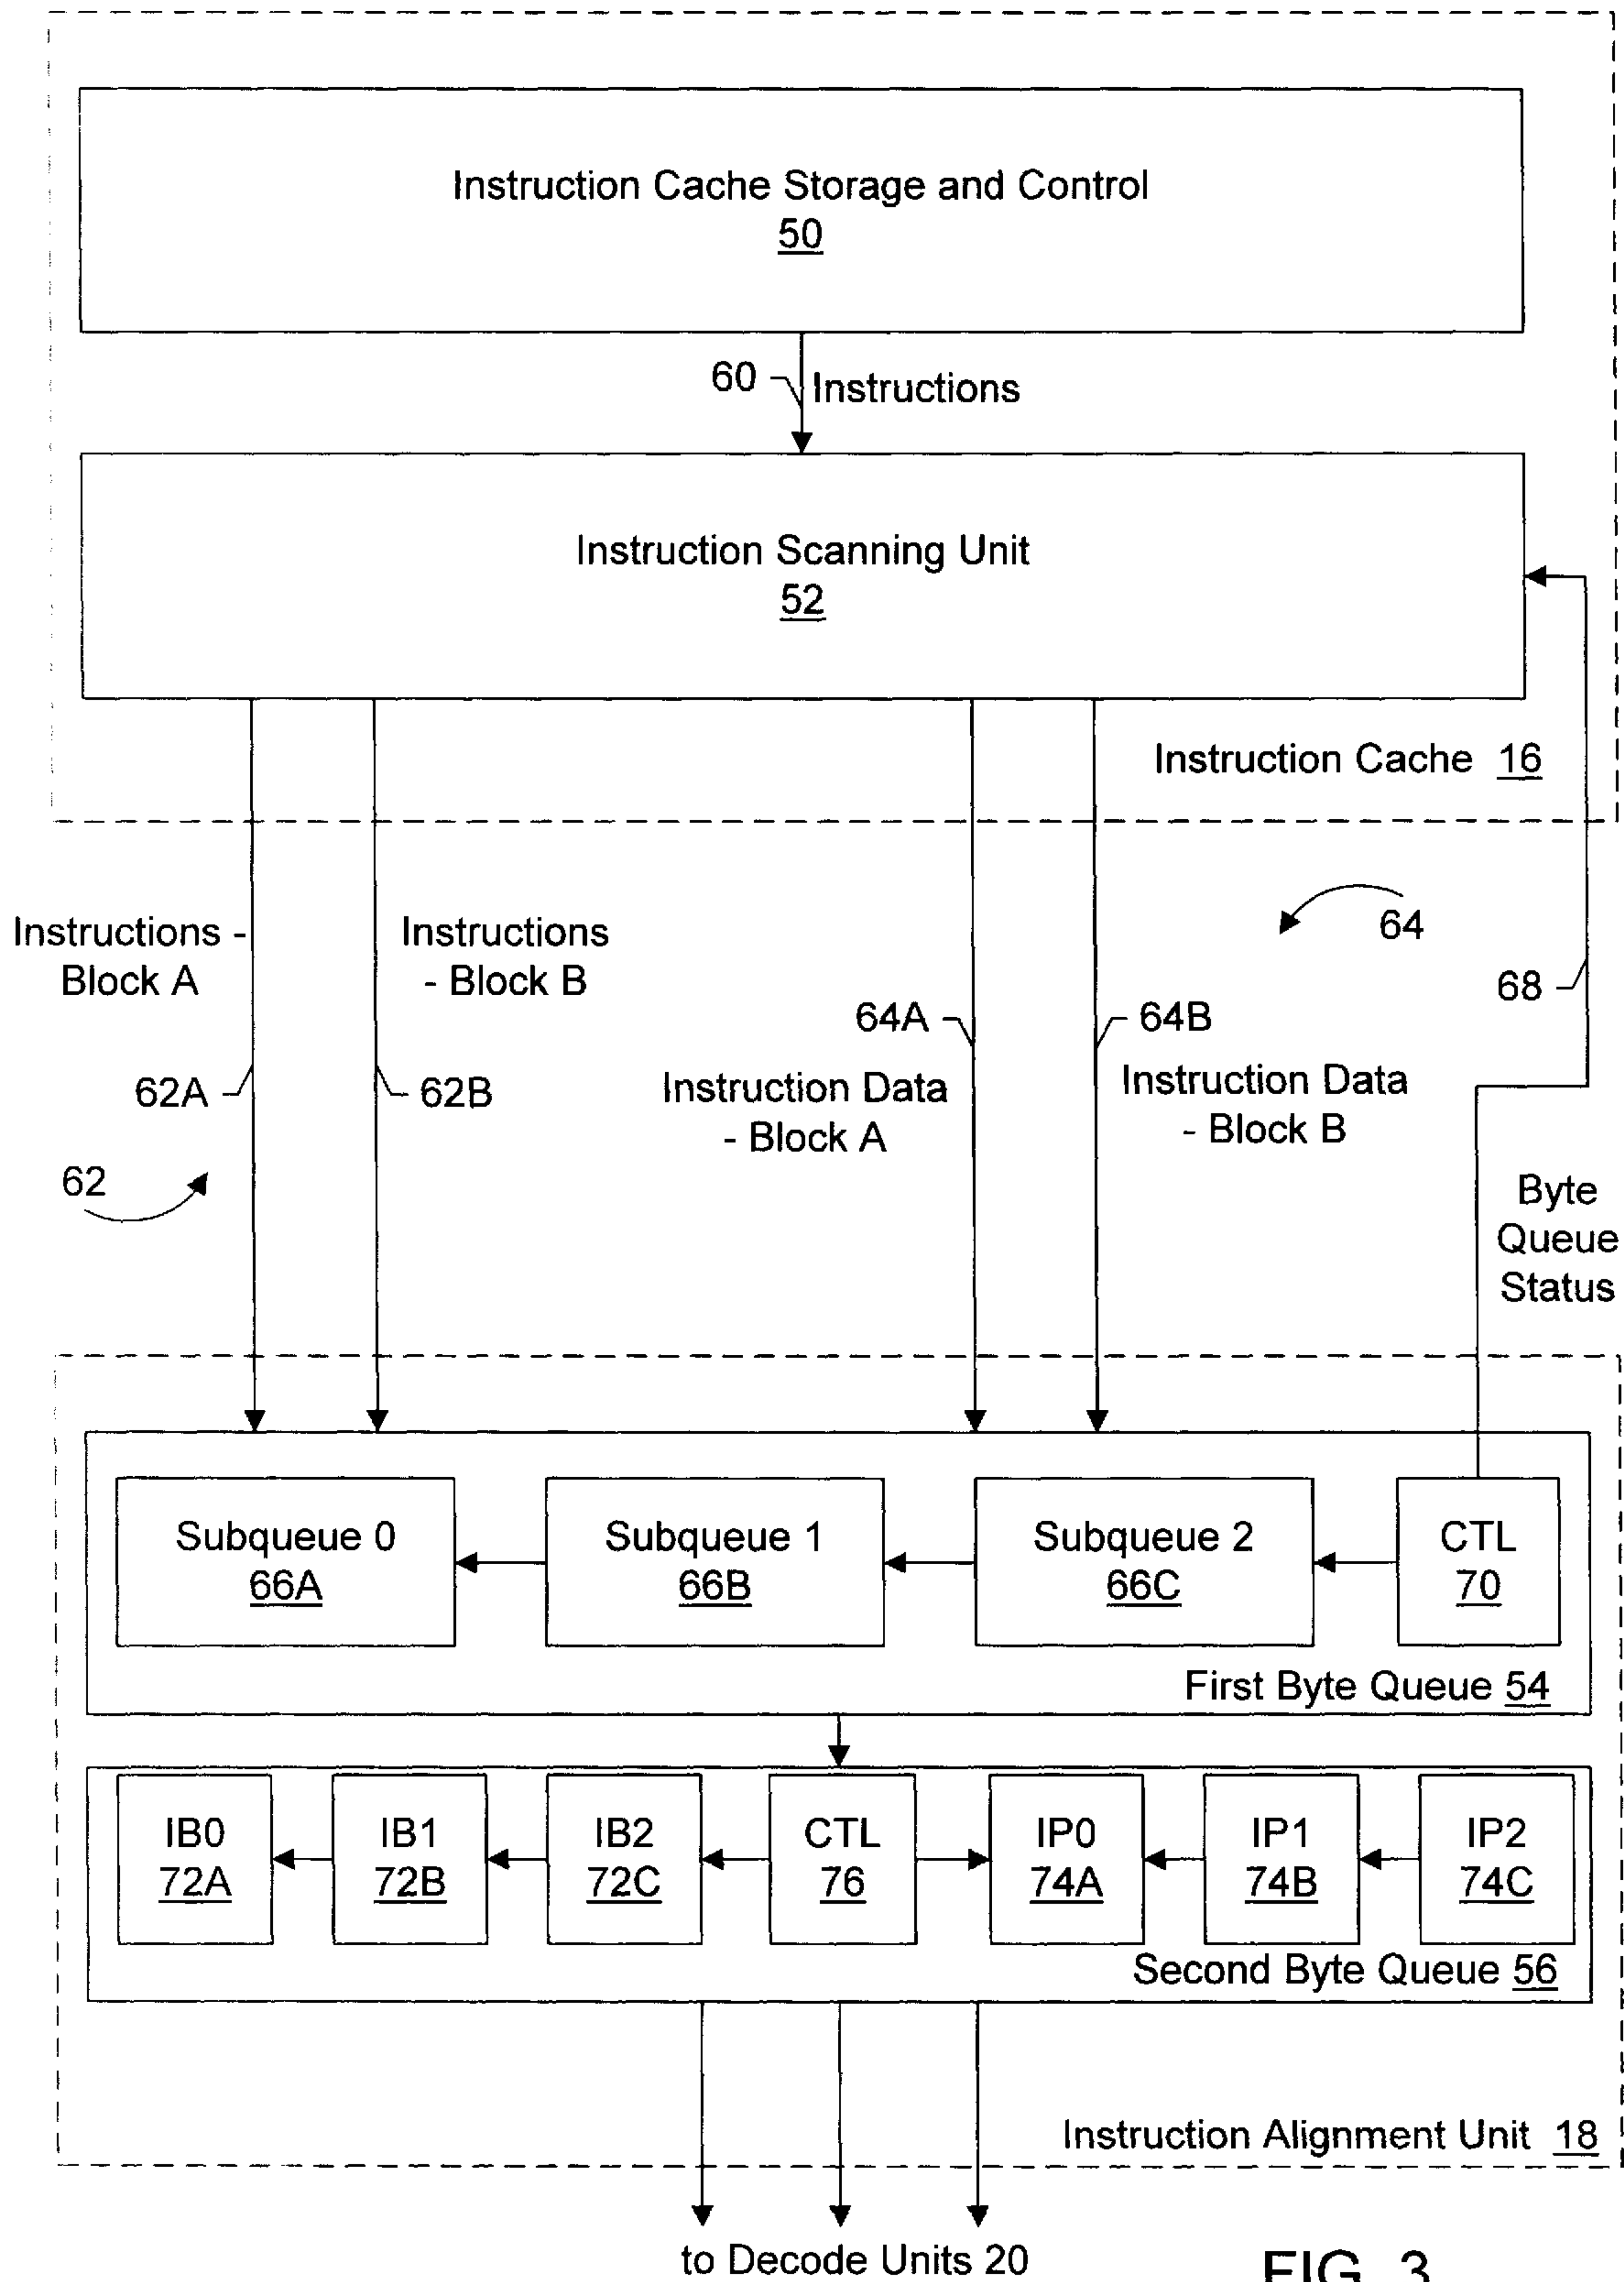 Instruction Cache Storage and Control
50
60
Instructions
Instruction Scanning Unit
52
Instruction Cache 16
Instructions -
Block A
Instructions
- Block B
64
68
64A
64B
62A
62B
Instruction Data
- Block A
Instruction Data
- Block B
62
Byte
Queue
Status
Subqueue 0
66A
Subqueue 1
66B
Subqueue 2
66C
CTL
70
First Byte Queue 54
IB0
72A
IB1
72B
IB2
72C
CTL
76
IP0
74A
IP1
74B
IP2
74C
Second Byte Queue 56
Instruction Alignment Unit 18
to Decode Units 20
FIG. 3